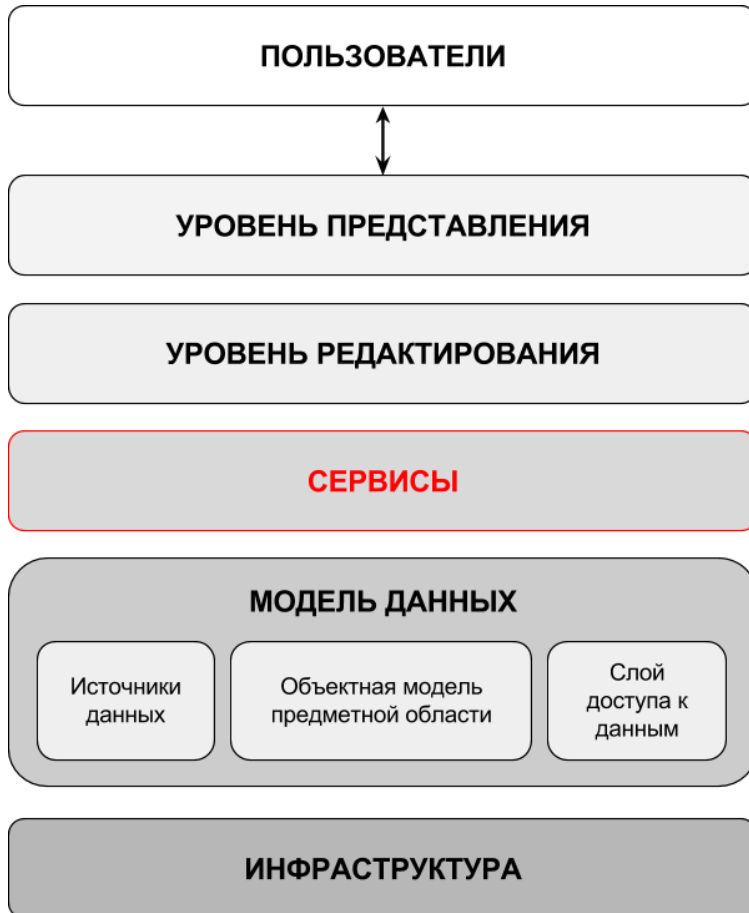 ПОЛЬЗОВАТЕЛИ
УРОВЕНЬ ПРЕДСТАВЛЕНИЯ
УРОВЕНЬ РЕДАКТИРОВАНИЯ
СЕРВИСЫ
МОДЕЛЬ ДАННЫХ
Источники
данных
Объектная модель
предметной области
Слой
доступа к
данным
ИНФРАСТРУКТУРА